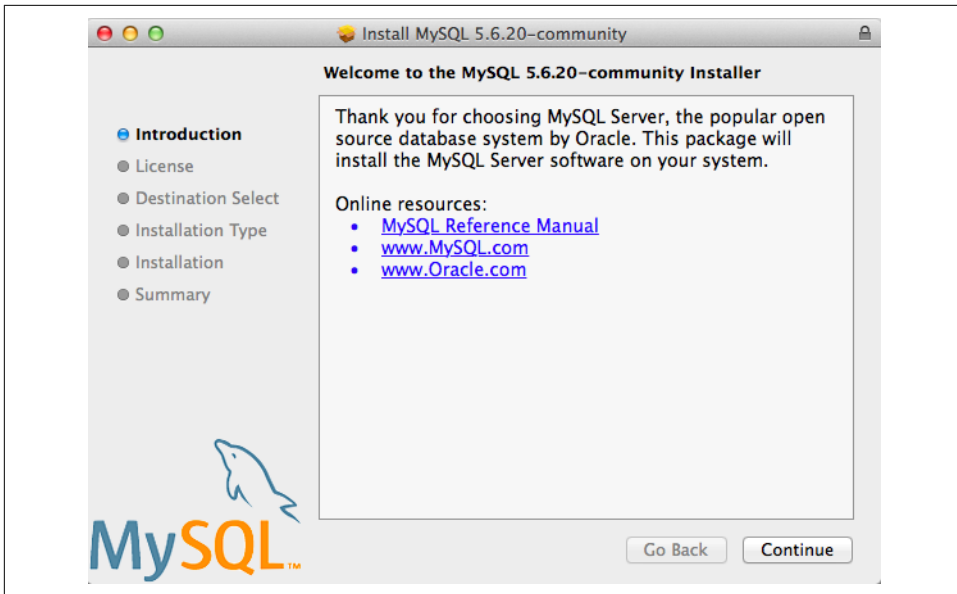 Install MySQL 5.6.20-community
Welcome to the MySQL 5.6.20-community Installer
Introduction
License
Destination Select
Installation Type
Installation
Summary
Thank you for choosing MySQL Server, the popular open
source database system by Oracle. This package will
install the MySQL Server software on your system.
Online resources:
• MySQL Reference Manual
• www.MySQL.com
• www.Oracle.com
MySQL™
Go Back
Continue